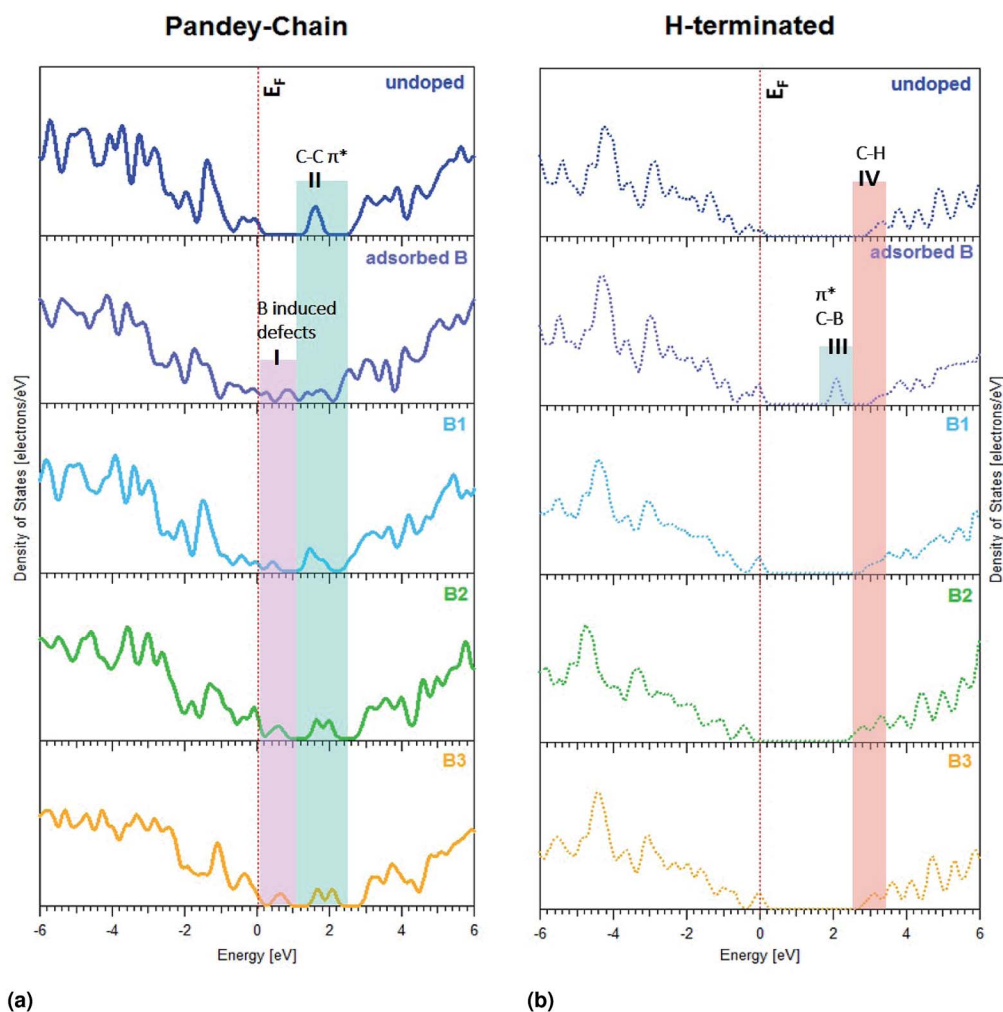 Pandey-Chain
H-terminated
undoped
E_F
C-C π*
II
adsorbed B
B induced
defects
I
B1
B2
B3
Density of States [electrons/eV]
-6 -4 -2 0 2 4 6
Energy [eV]
(a)
undoped
E_F
C-H
IV
adsorbed B
π*
C-B
III
B1
B2
B3
Density of States [electrons/eV]
-6 -4 -2 0 2 4 6
Energy [eV]
(b)